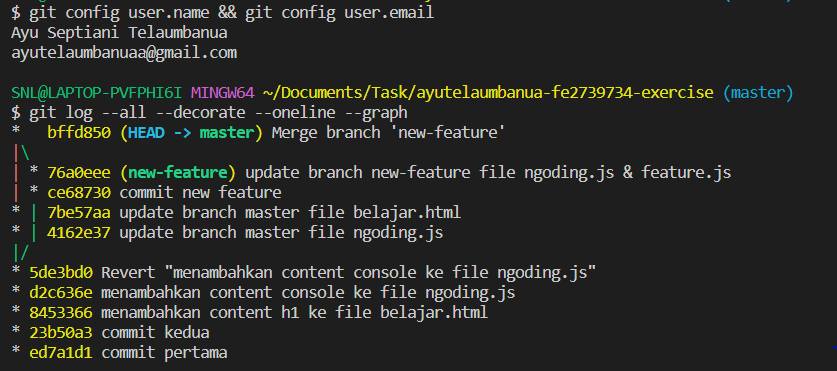 $ git config user.name && git config user.email
Ayu Septiani Telaumbanua
ayutelaumbanuaa@gmail.com
SNL@LAPTOP-PVFPHI6I MINGW64 ~/Documents/Task/ayutelaumbanua-fe2739734-exercise (master)
$ git log --all --decorate --oneline --graph
*   bffd850 (HEAD -> master) Merge branch 'new-feature'
|\
| * 76a0eee (new-feature) update branch new-feature file ngoding.js & feature.js
| * ce68730 commit new feature
* | 7be57aa update branch master file belajar.html
* | 4162e37 update branch master file ngoding.js
|/
* 5de3bd0 Revert "menambahkan content console ke file ngoding.js"
* d2c636e menambahkan content console ke file ngoding.js
* 8453366 menambahkan content h1 ke file belajar.html
* 23b50a3 commit kedua
* ed7a1d1 commit pertama